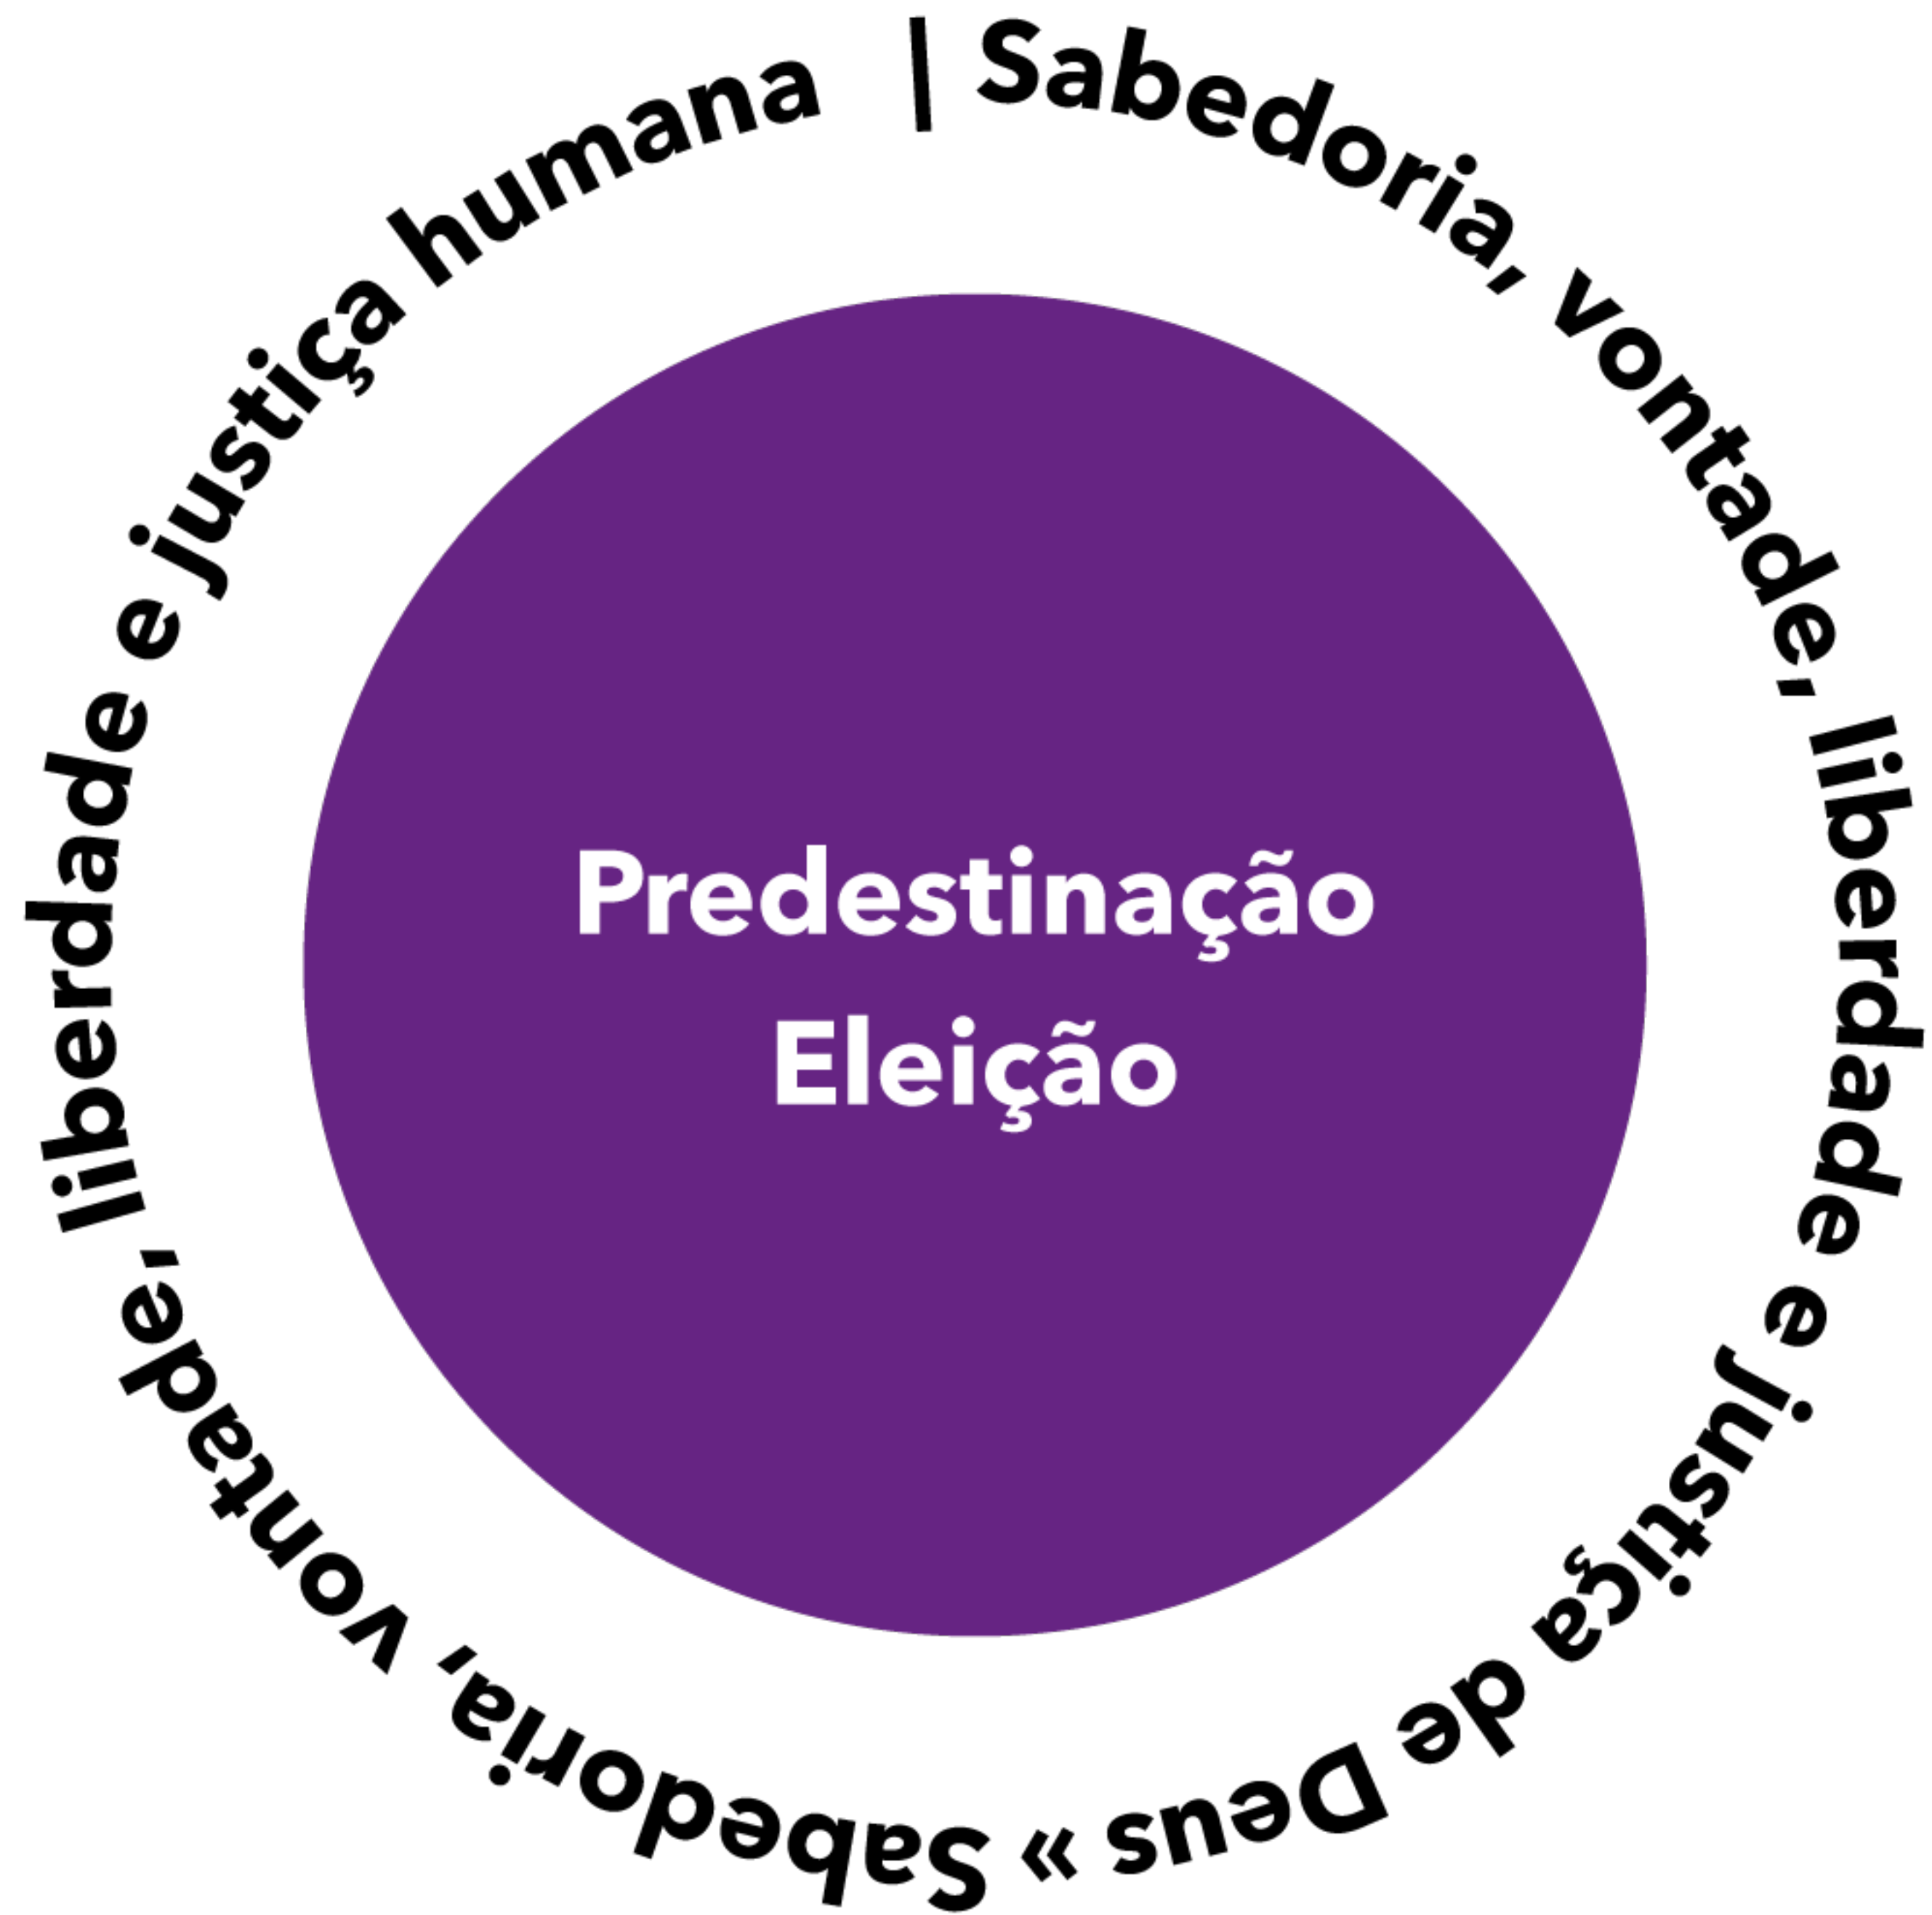 | Sabedoria, vontade, liberdade e justiça de Deus » Sabedoria, vontade, liberdade e justiça humana
Predestinação
Eleição